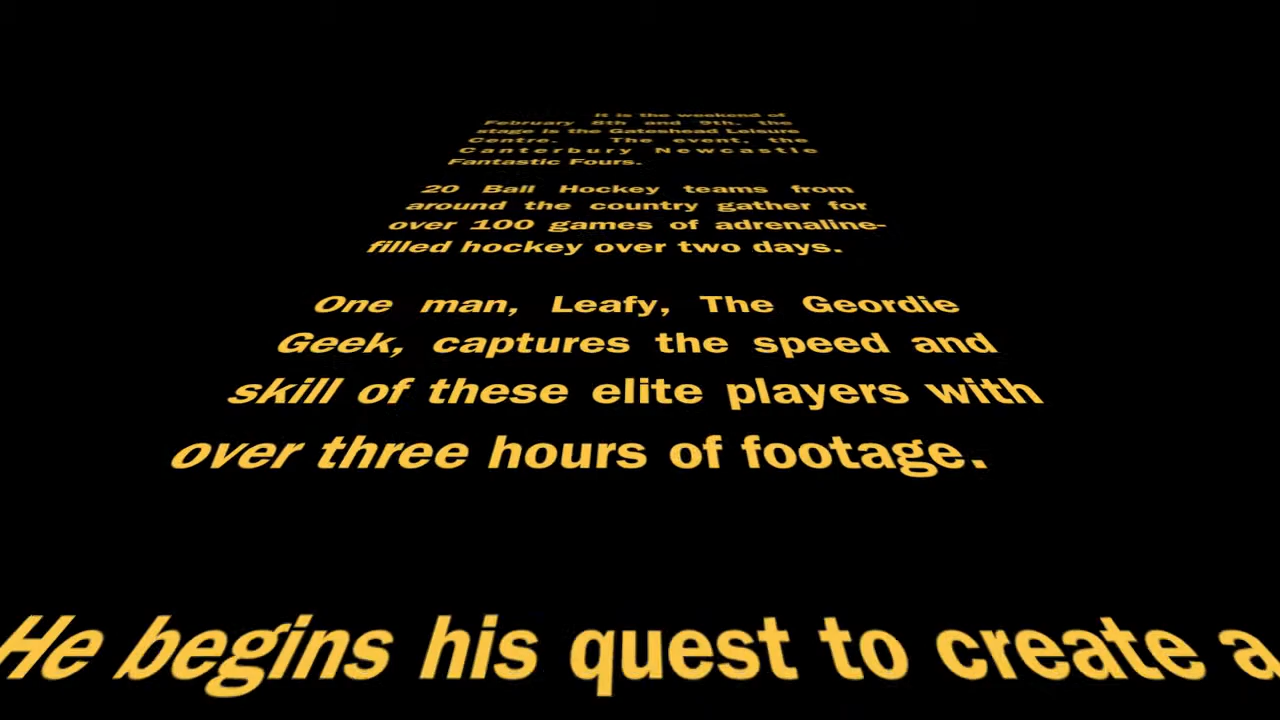 It is the weekend of
February 8th and 9th, the
stage is the Gateshead Leisure
Centre. The event, the
Canterbury Newcastle
Fantastic Fours.
20 Ball Hockey teams from
around the country gather for
over 100 games of adrenaline-
filled hockey over two days.
One man, Leafy, The Geordie
Geek, captures the speed and
skill of these elite players with
over three hours of footage.
He begins his quest to create a